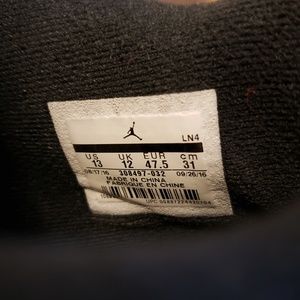 LN4
US UK EUR cm
13 12 47.5 31
08/17/16 308497-032 09/26/16
MADE IN CHINA
FABRIQUE EN CHINE
UPC